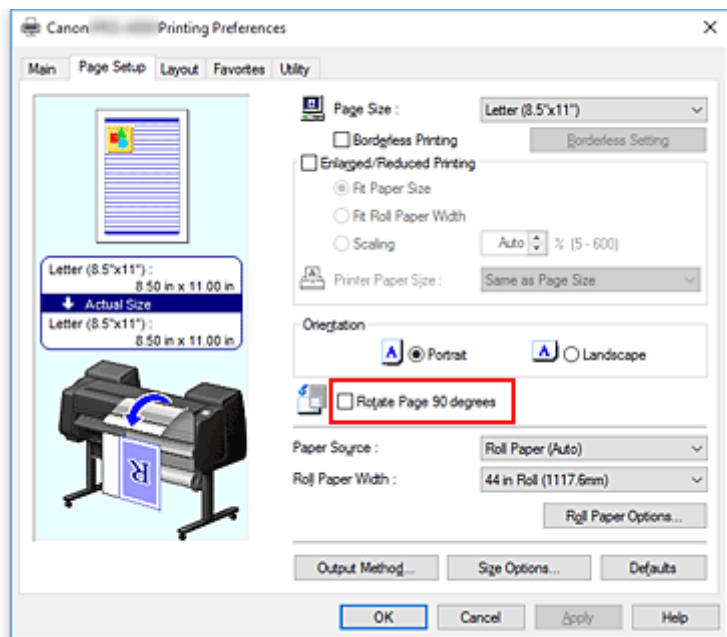 Canon Printing Preferences
Main Page Setup Layout Favorites Utility
Page Size : Letter (8.5"x11")
Borderless Printing Borderless Setting
Enlarged/Reduced Printing
Fit Paper Size
Fit Roll Paper Width
Scaling Auto % (5 - 600)
Printer Paper Size : Same as Page Size
Letter (8.5"x11") :
8.50 in x 11.00 in
Actual Size
Letter (8.5"x11") :
8.50 in x 11.00 in
Orientation
A Portrait A Landscape
Rotate Page 90 degrees
R
Paper Source : Roll Paper (Auto)
Roll Paper Width : 44 in Roll (1117.6mm)
Roll Paper Options...
Output Method... Size Options... Defaults
OK Cancel Apply Help